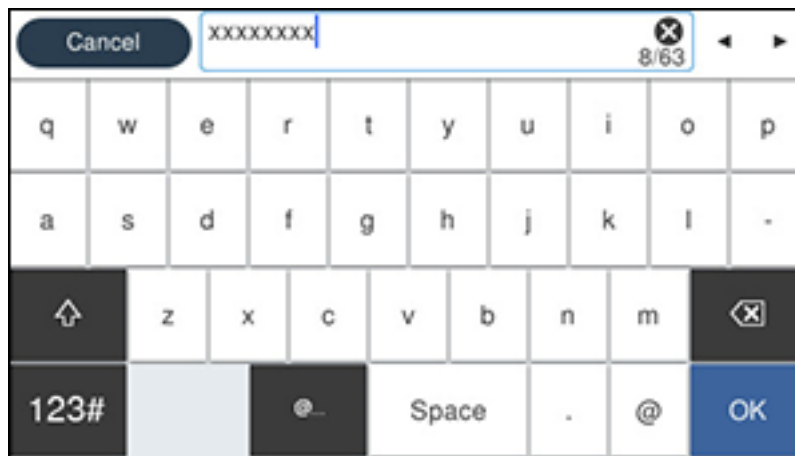 Cancel xxxxxxxx 8/63
q w e r t y u i o p
a s d f g h j k l -
z x c v b n m
123# @... Space . @ OK